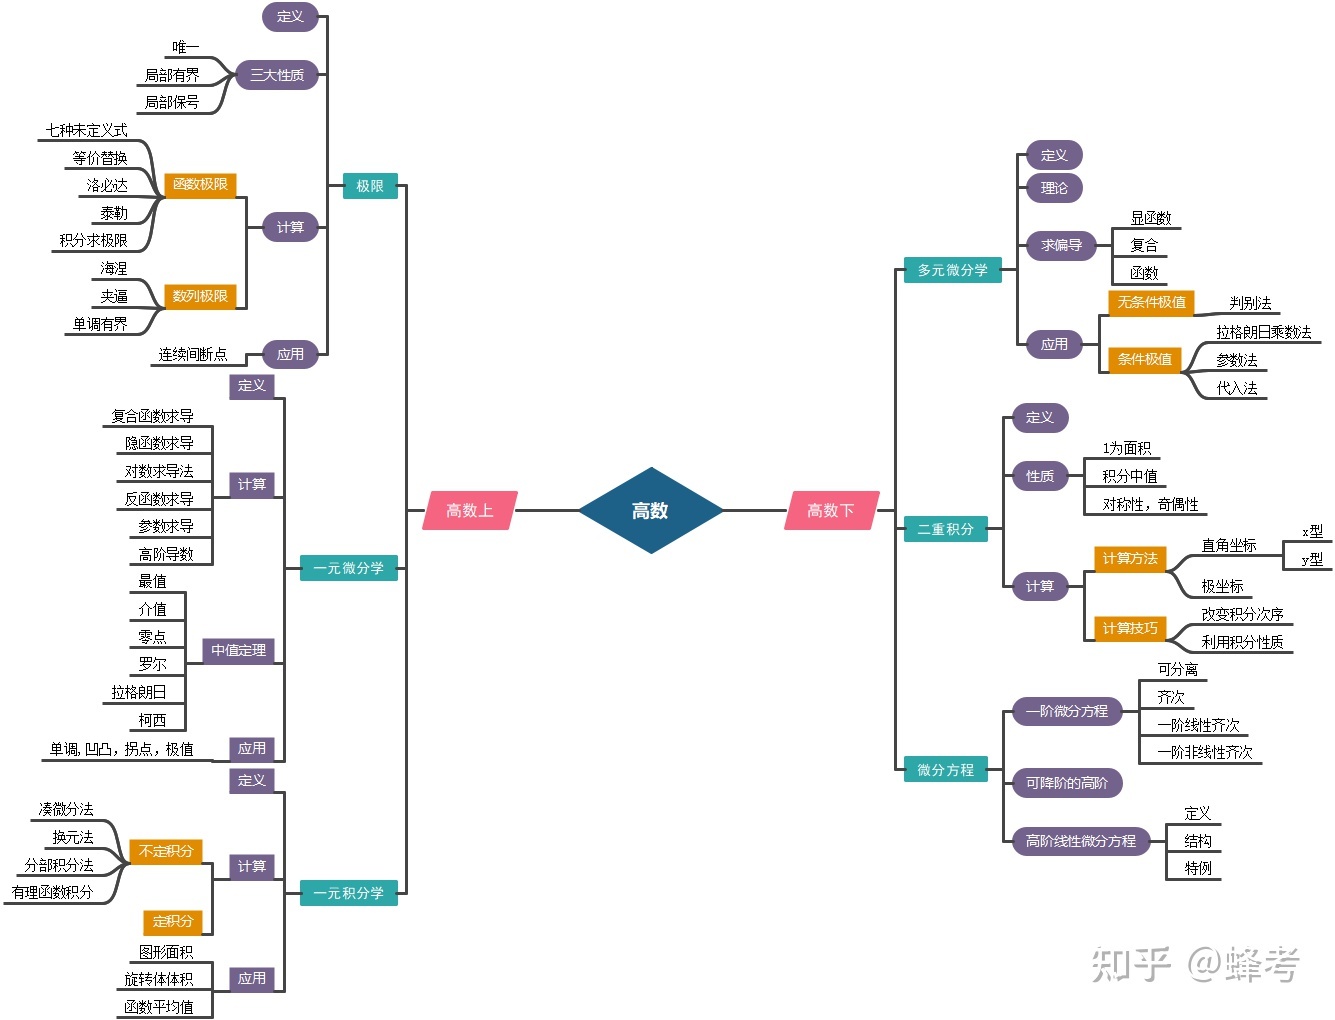 高数
高数上
极限
定义
三大性质
唯一
局部有界
局部保号
计算
函数极限
七种未定义式
等价替换
洛必达
泰勒
积分求极限
数列极限
海涅
夹逼
单调有界
应用
连续间断点
一元微分学
定义
计算
复合函数求导
隐函数求导
对数求导法
反函数求导
参数求导
高阶导数
中值定理
最值
介值
零点
罗尔
拉格朗日
柯西
应用
单调,凹凸，拐点，极值
一元积分学
定义
计算
不定积分
凑微分法
换元法
分部积分法
有理函数积分
定积分
应用
图形面积
旋转体体积
函数平均值
高数下
多元微分学
定义
理论
求偏导
显函数
复合
函数
应用
无条件极值
判别法
条件极值
拉格朗日乘数法
参数法
代入法
二重积分
定义
性质
1为面积
积分中值
对称性，奇偶性
计算
计算方法
直角坐标
x型
y型
极坐标
计算技巧
改变积分次序
利用积分性质
微分方程
一阶微分方程
可分离
齐次
一阶线性齐次
一阶非线性齐次
可降阶的高阶
高阶线性微分方程
定义
结构
特例
知乎 @蜂考